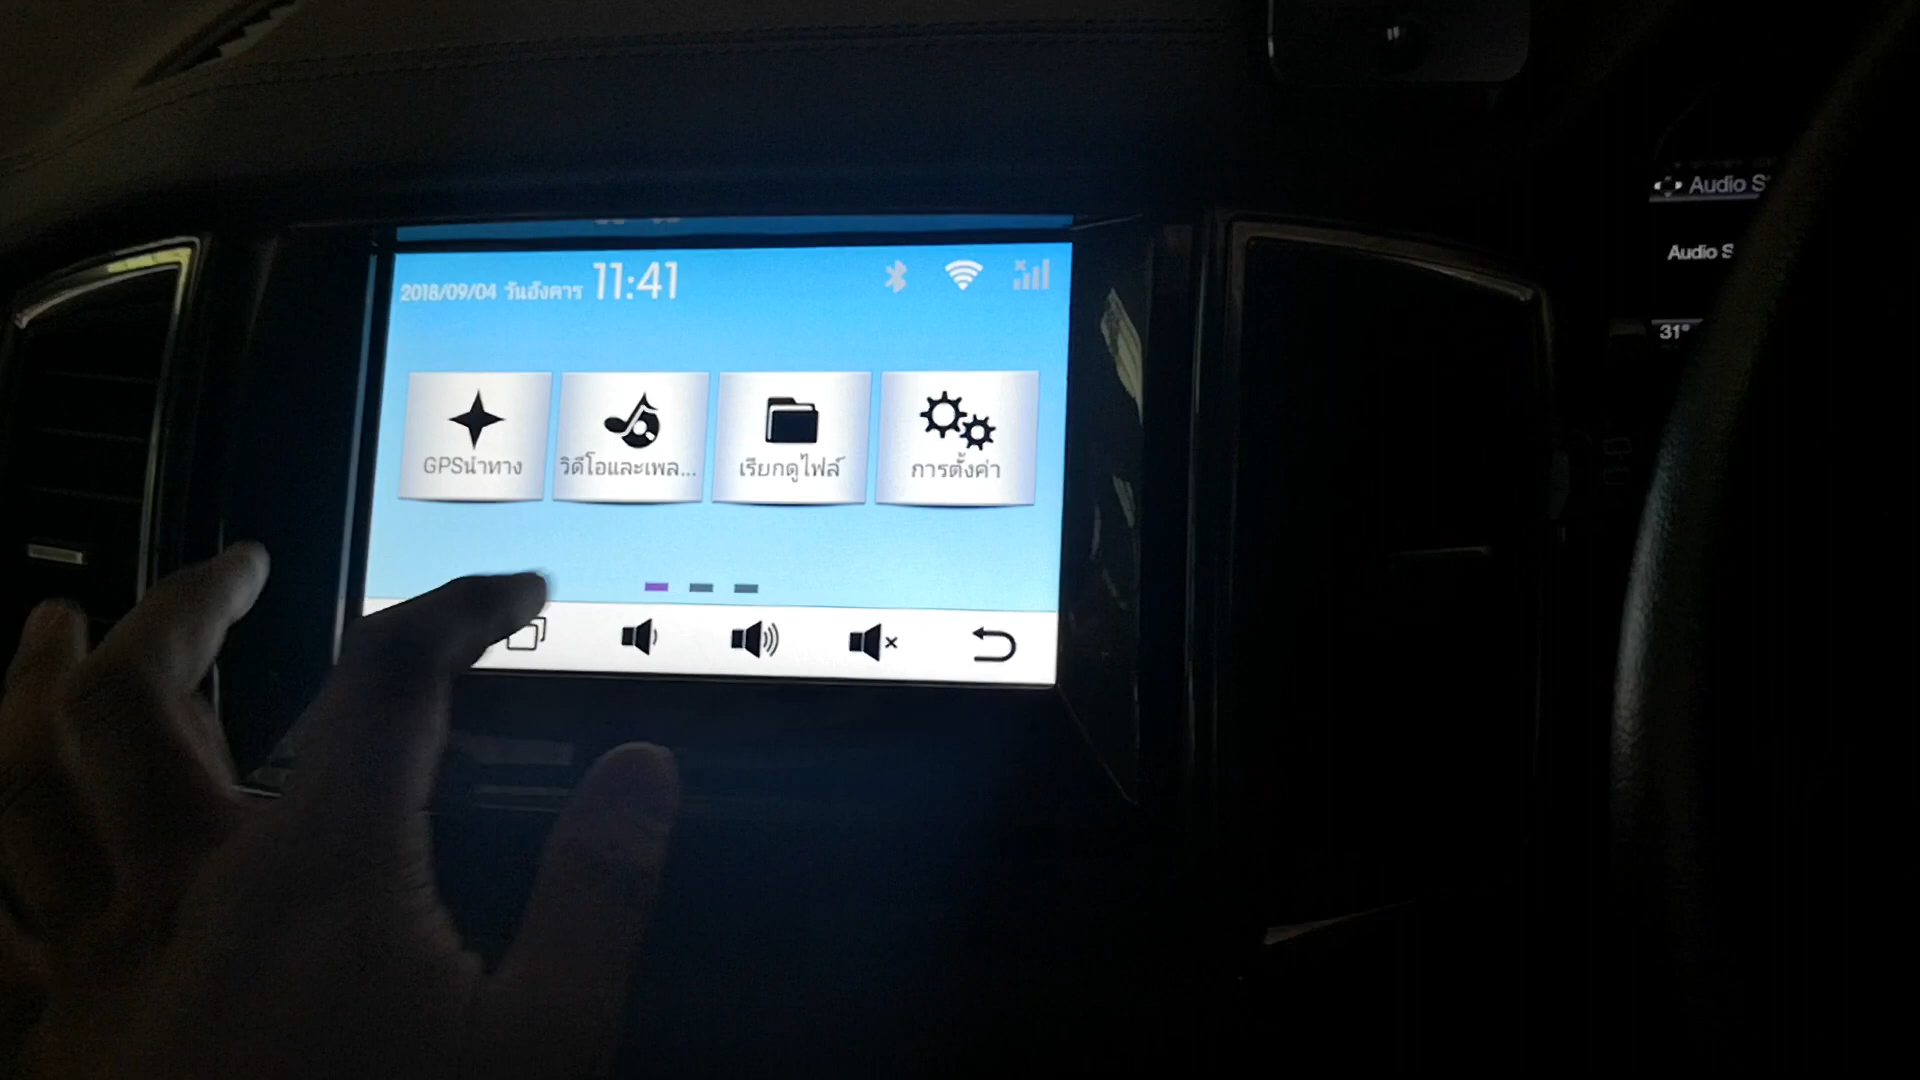 2018/09/04 วันอังคาร 11:41
GPSนำทาง
วิดีโอและเพล...
เรียกดูไฟล์
การตั้งค่า
Audio S
Audio S
31°